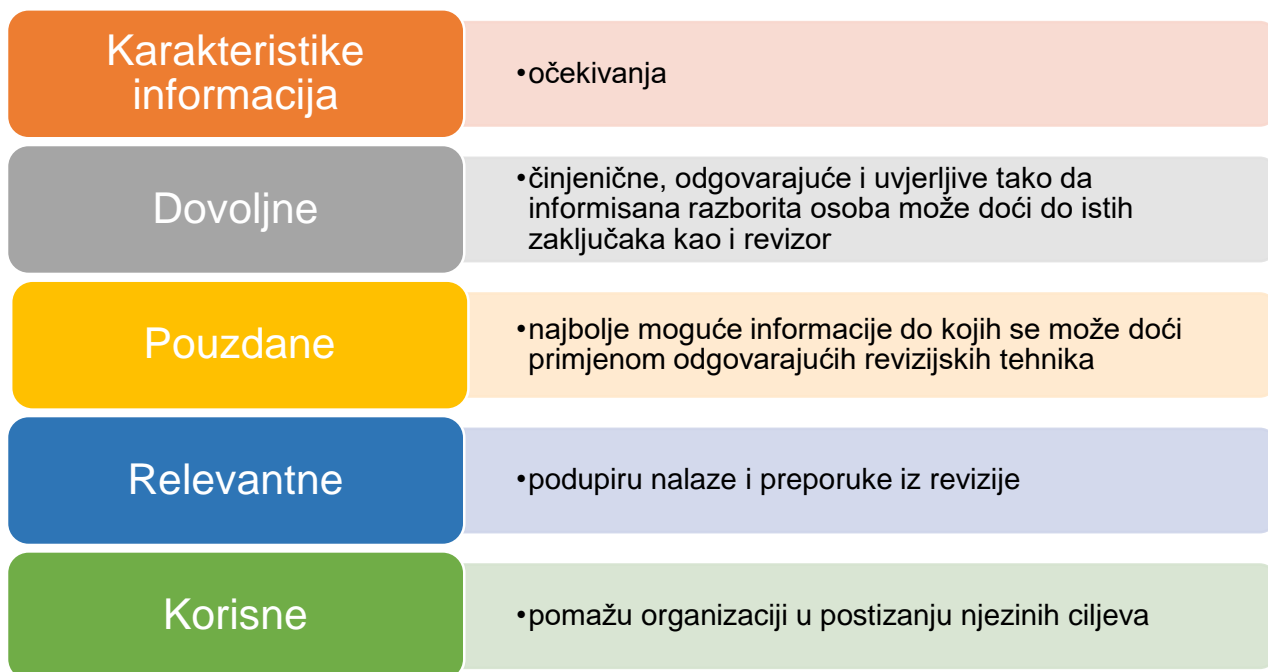 Karakteristike
informacija
•očekivanja
Dovoljne
•činjenične, odgovarajuće i uvjerljive tako da
informisana razborita osoba može doći do istih
zaključaka kao i revizor
Pouzdane
•najbolje moguće informacije do kojih se može doći
primjenom odgovarajućih revizijskih tehnika
Relevantne
•podupiru nalaze i preporuke iz revizije
Korisne
•pomažu organizaciji u postizanju njezinih ciljeva